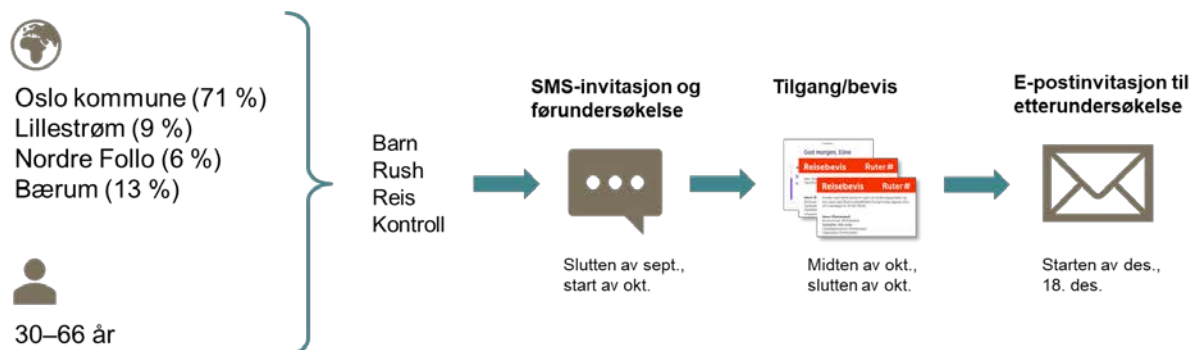 Oslo kommune (71 %)
Lillestrøm (9 %)
Nordre Follo (6 %)
Bærum (13 %)
30–66 år
Barn
Rush
Reis
Kontroll
SMS-invitasjon og
førundersøkelse
Slutten av sept.,
start av okt.
Tilgang/bevis
God morgen, Eline
Reisebevis Ruter#
Reisebevis Ruter#
Midten av okt.,
slutten av okt.
E-postinvitasjon til
etterundersøkelse
Starten av des.,
18. des.